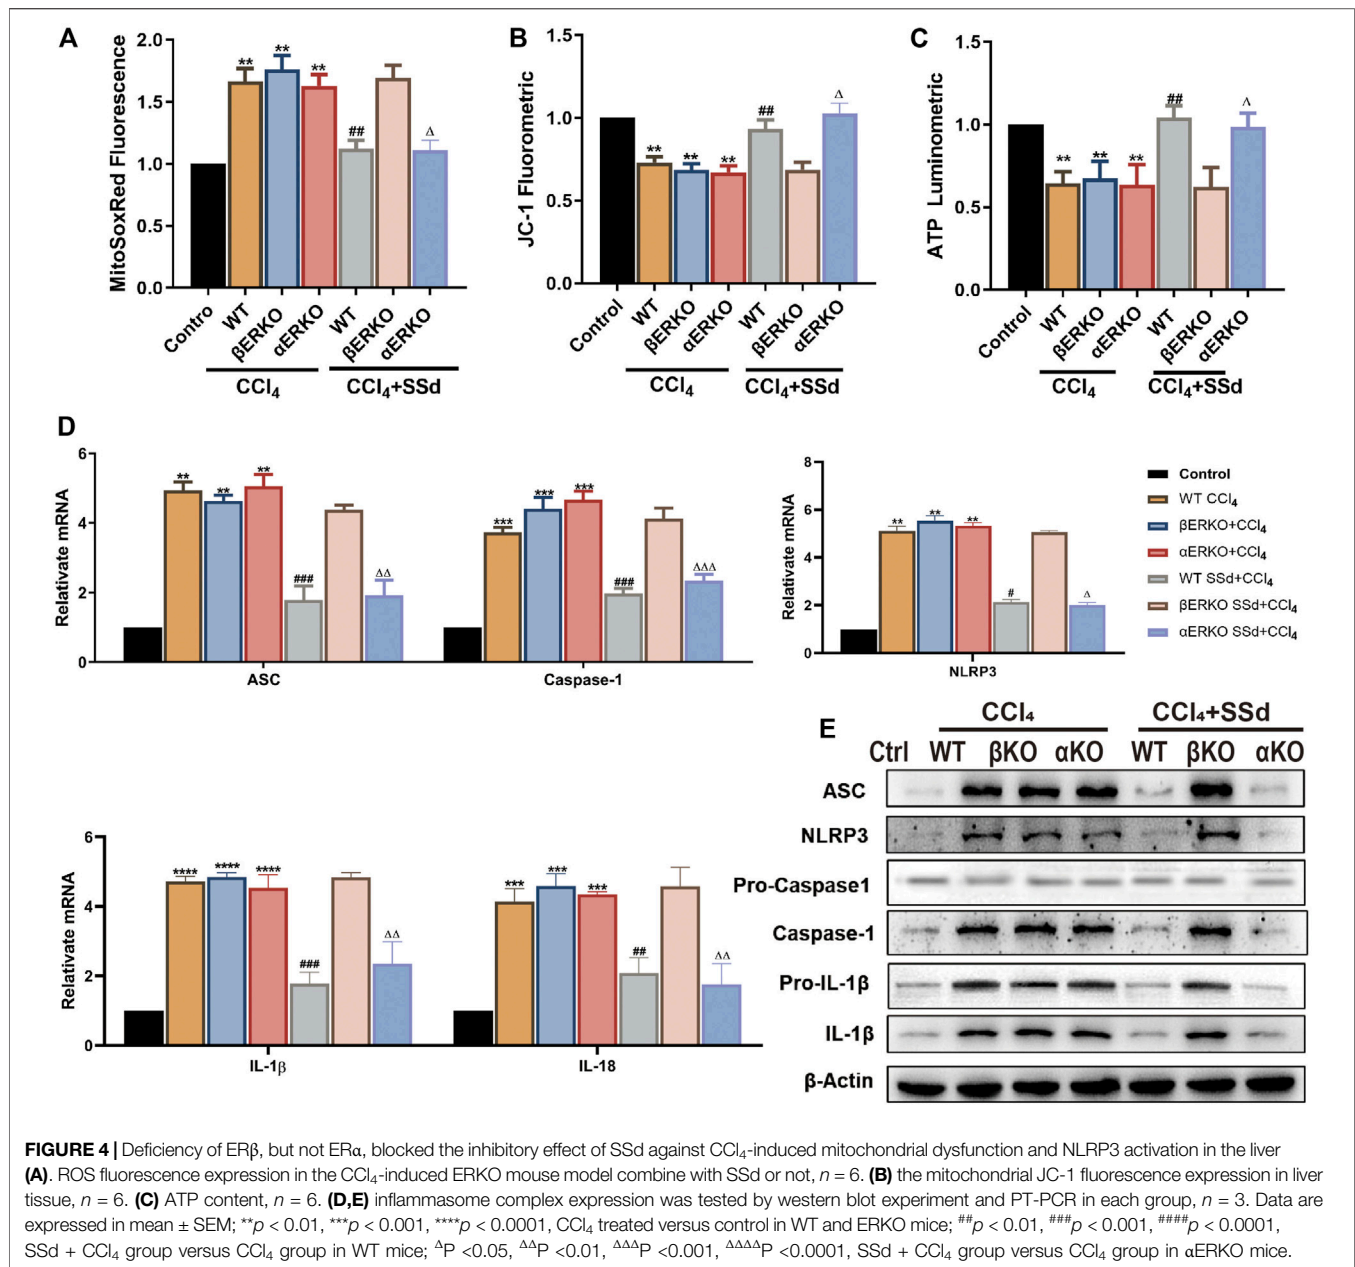 A
B
C
MitoSoxRed Fluorescence
2.0
1.5
1.0
0.5
0.0
** ** ** ## Δ
Contro WT βERKO αERKO WT βERKO αERKO
CCl₄ CCl₄+SSd
JC-1 Fluorometric
1.5
1.0
0.5
0.0
** ** ** ## Δ
Control WT βERKO αERKO WT βERKO αERKO
CCl₄ CCl₄+SSd
ATP Luminometric
1.5
1.0
0.5
0.0
** ** ** ## Δ
Control WT βERKO αERKO WT βERKO αERKO
CCl₄ CCl₄+SSd
D
Relativate mRNA
6
4
2
0
** ** ** ### ΔΔ
*** *** *** ### ΔΔΔ
ASC Caspase-1
Relativate mRNA
8
6
4
2
0
** ** ** # Δ
NLRP3
Control
WT CCl₄
βERKO+CCl₄
αERKO+CCl₄
WT SSd+CCl₄
βERKO SSd+CCl₄
αERKO SSd+CCl₄
Relativate mRNA
6
4
2
0
**** **** **** ### ΔΔ
*** *** *** ## ΔΔ
IL-1β IL-18
E
CCl₄ CCl₄+SSd
Ctrl WT βKO αKO WT βKO αKO
ASC
NLRP3
Pro-Caspase1
Caspase-1
Pro-IL-1β
IL-1β
β-Actin
FIGURE 4 | Deficiency of ERβ, but not ERα, blocked the inhibitory effect of SSd against CCl₄-induced mitochondrial dysfunction and NLRP3 activation in the liver
(A). ROS fluorescence expression in the CCl₄-induced ERKO mouse model combine with SSd or not, n = 6. (B) the mitochondrial JC-1 fluorescence expression in liver
tissue, n = 6. (C) ATP content, n = 6. (D,E) inflammasome complex expression was tested by western blot experiment and PT-PCR in each group, n = 3. Data are
expressed in mean ± SEM; **p < 0.01, ***p < 0.001, ****p < 0.0001, CCl₄ treated versus control in WT and ERKO mice; ##p < 0.01, ###p < 0.001, ####p < 0.0001,
SSd + CCl₄ group versus CCl₄ group in WT mice; ΔP <0.05, ΔΔP <0.01, ΔΔΔP <0.001, ΔΔΔΔP <0.0001, SSd + CCl₄ group versus CCl₄ group in αERKO mice.